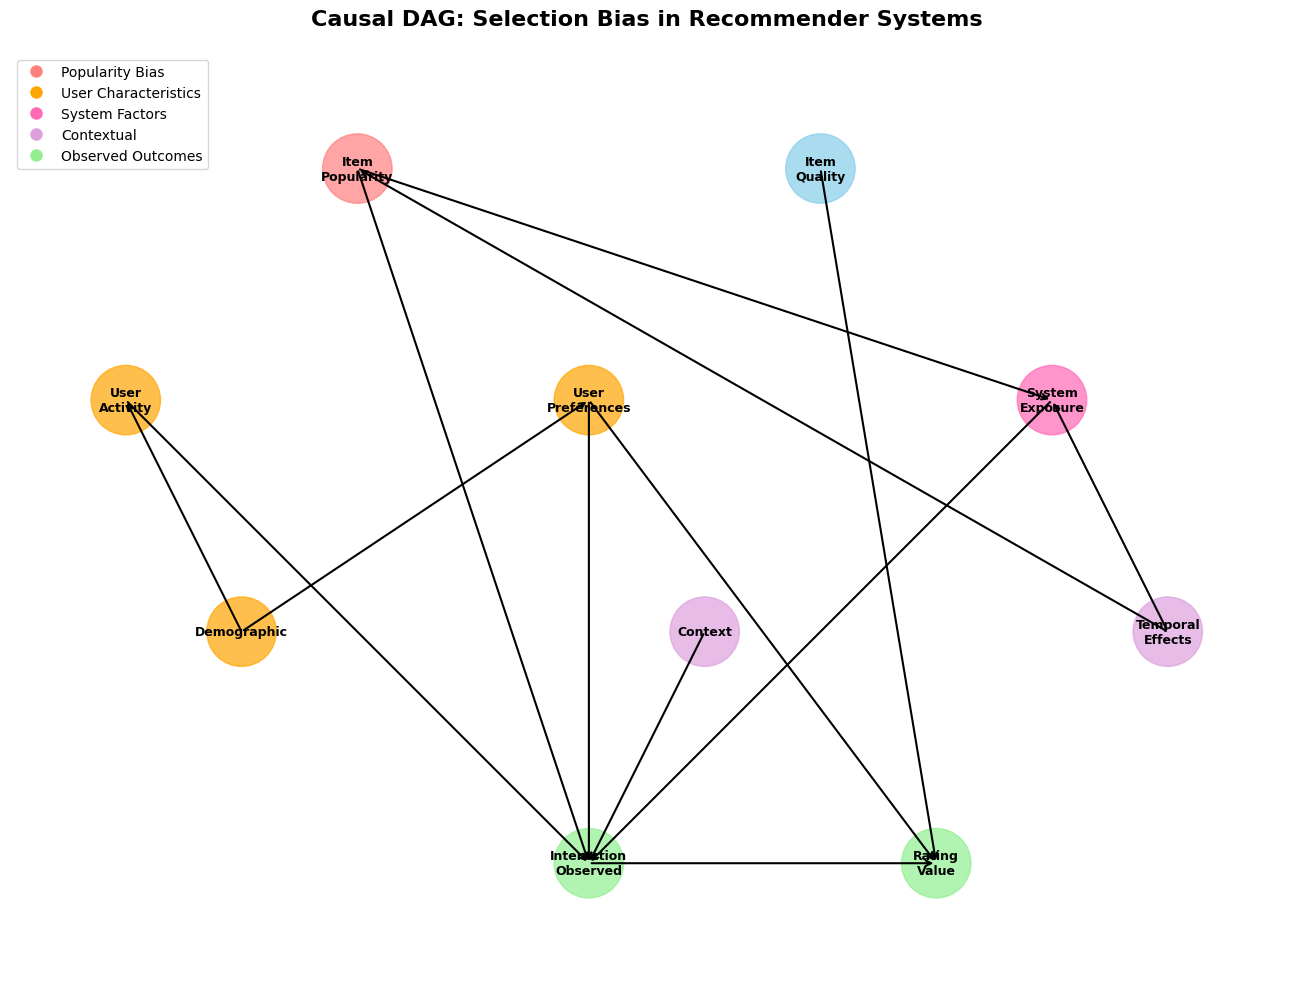 Causal DAG: Selection Bias in Recommender Systems
Popularity Bias
User Characteristics
System Factors
Contextual
Observed Outcomes
Item
Popularity
Item
Quality
User
Activity
User
Preferences
System
Exposure
Demographic
Context
Temporal
Effects
Interaction
Observed
Rating
Value